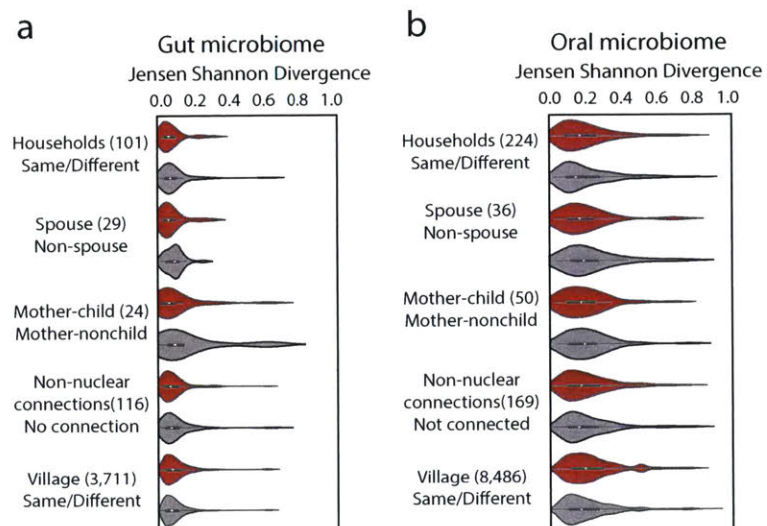 a
Gut microbiome
Jensen Shannon Divergence
0.0 0.2 0.4 0.6 0.8 1.0
Households (101)
Same/Different
Spouse (29)
Non-spouse
Mother-child (24)
Mother-nonchild
Non-nuclear
connections(116)
No connection
Village (3,711)
Same/Different
b
Oral microbiome
Jensen Shannon Divergence
0.0 0.2 0.4 0.6 0.8 1.0
Households (224)
Same/Different
Spouse (36)
Non-spouse
Mother-child (50)
Mother-nonchild
Non-nuclear
connections(169)
Not connected
Village (8,486)
Same/Different